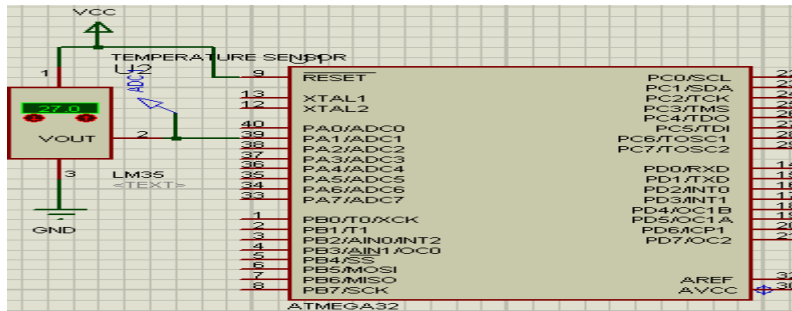 VCC
TEMPERATURE SENSOR
U2
ADC1
1
27.0
VOUT
2
3
LM35
<TEXT>
GND
9 RESET
13 XTAL1
12 XTAL2
40 PA0/ADC0
39 PA1/ADC1
38 PA2/ADC2
37 PA3/ADC3
36 PA4/ADC4
35 PA5/ADC5
34 PA6/ADC6
33 PA7/ADC7
1 PB0/T0/XCK
2 PB1/T1
3 PB2/AIN0/INT2
4 PB3/AIN1/OC0
5 PB4/SS
6 PB5/MOSI
7 PB6/MISO
8 PB7/SCK
PC0/SCL
PC1/SDA
PC2/TCK
PC3/TMS
PC4/TDO
PC5/TDI
PC6/TOSC1
PC7/TOSC2
PD0/RXD
PD1/TXD
PD2/INT0
PD3/INT1
PD4/OC1B
PD5/OC1A
PD6/ICP1
PD7/OC2
AREF
AVCC
ATMEGA32